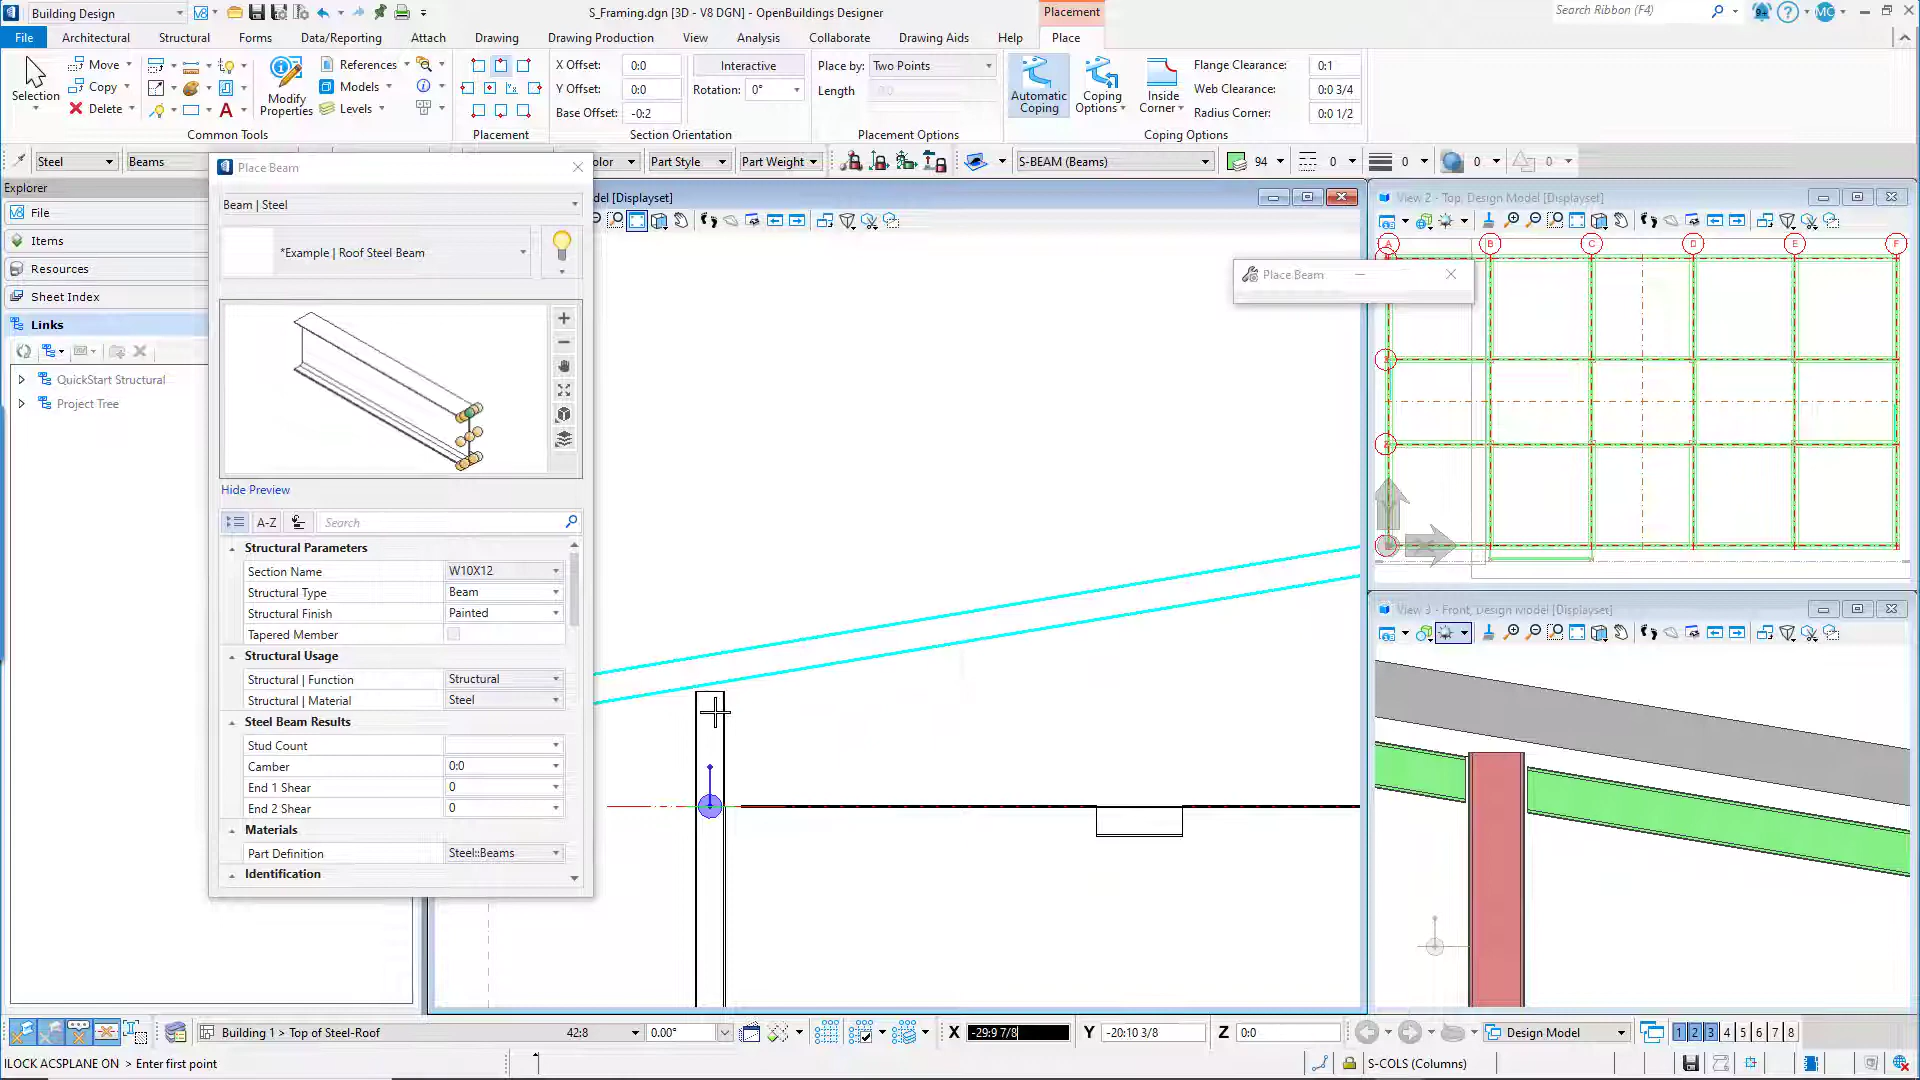 Building Design
S_Framing.dgn [3D - V8 DGN] - OpenBuildings Designer
Placement
Search Ribbon (F4)
MC
File
Architectural
Structural
Forms
Data/Reporting
Attach
Drawing
Drawing Production
View
Analysis
Collaborate
Drawing Aids
Help
Place
Selection
Move
Copy
Delete
Modify
Properties
References
Models
Levels
Common Tools
Placement
X Offset: 0:0
Y Offset: 0:0
Base Offset: -0:2
Interactive
Rotation: 0°
Section Orientation
Place by: Two Points
Length
Placement Options
Automatic
Coping
Coping
Options
Inside
Corner
Flange Clearance: 0:1
Web Clearance: 0:0 3/4
Radius Corner: 0:0 1/2
Coping Options
Steel
Beams
olor
Part Style
Part Weight
S-BEAM (Beams)
94
0
0
0
0
Explorer
File
Items
Resources
Sheet Index
Links
QuickStart Structural
Project Tree
Place Beam
Beam | Steel
*Example | Roof Steel Beam
Hide Preview
A-Z
Search
Structural Parameters
Section Name W10X12
Structural Type Beam
Structural Finish Painted
Tapered Member
Structural Usage
Structural | Function Structural
Structural | Material Steel
Steel Beam Results
Stud Count
Camber 0:0
End 1 Shear 0
End 2 Shear 0
Materials
Part Definition Steel::Beams
Identification
del [Displayset]
Place Beam
View 2 - Top, Design Model [Displayset]
A B C D E F
View 3 - Front, Design Model [Displayset]
Building 1 > Top of Steel-Roof 42:8
0.00°
X -29:9 7/8
Y -20:10 3/8
Z 0:0
Design Model
1 2 3 4 5 6 7 8
ILOCK ACSPLANE ON > Enter first point
S-COLS (Columns)